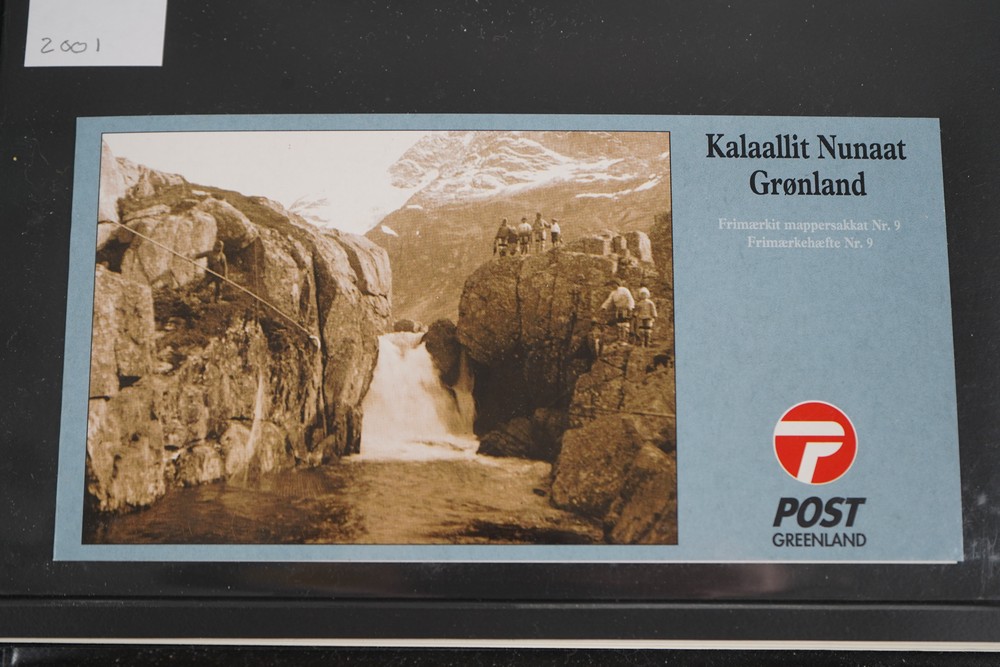 2001
Kalaallit Nunaat
Grønland
Frimærkit mappersakkat Nr. 9
Frimærkehæfte Nr. 9
POST
GREENLAND